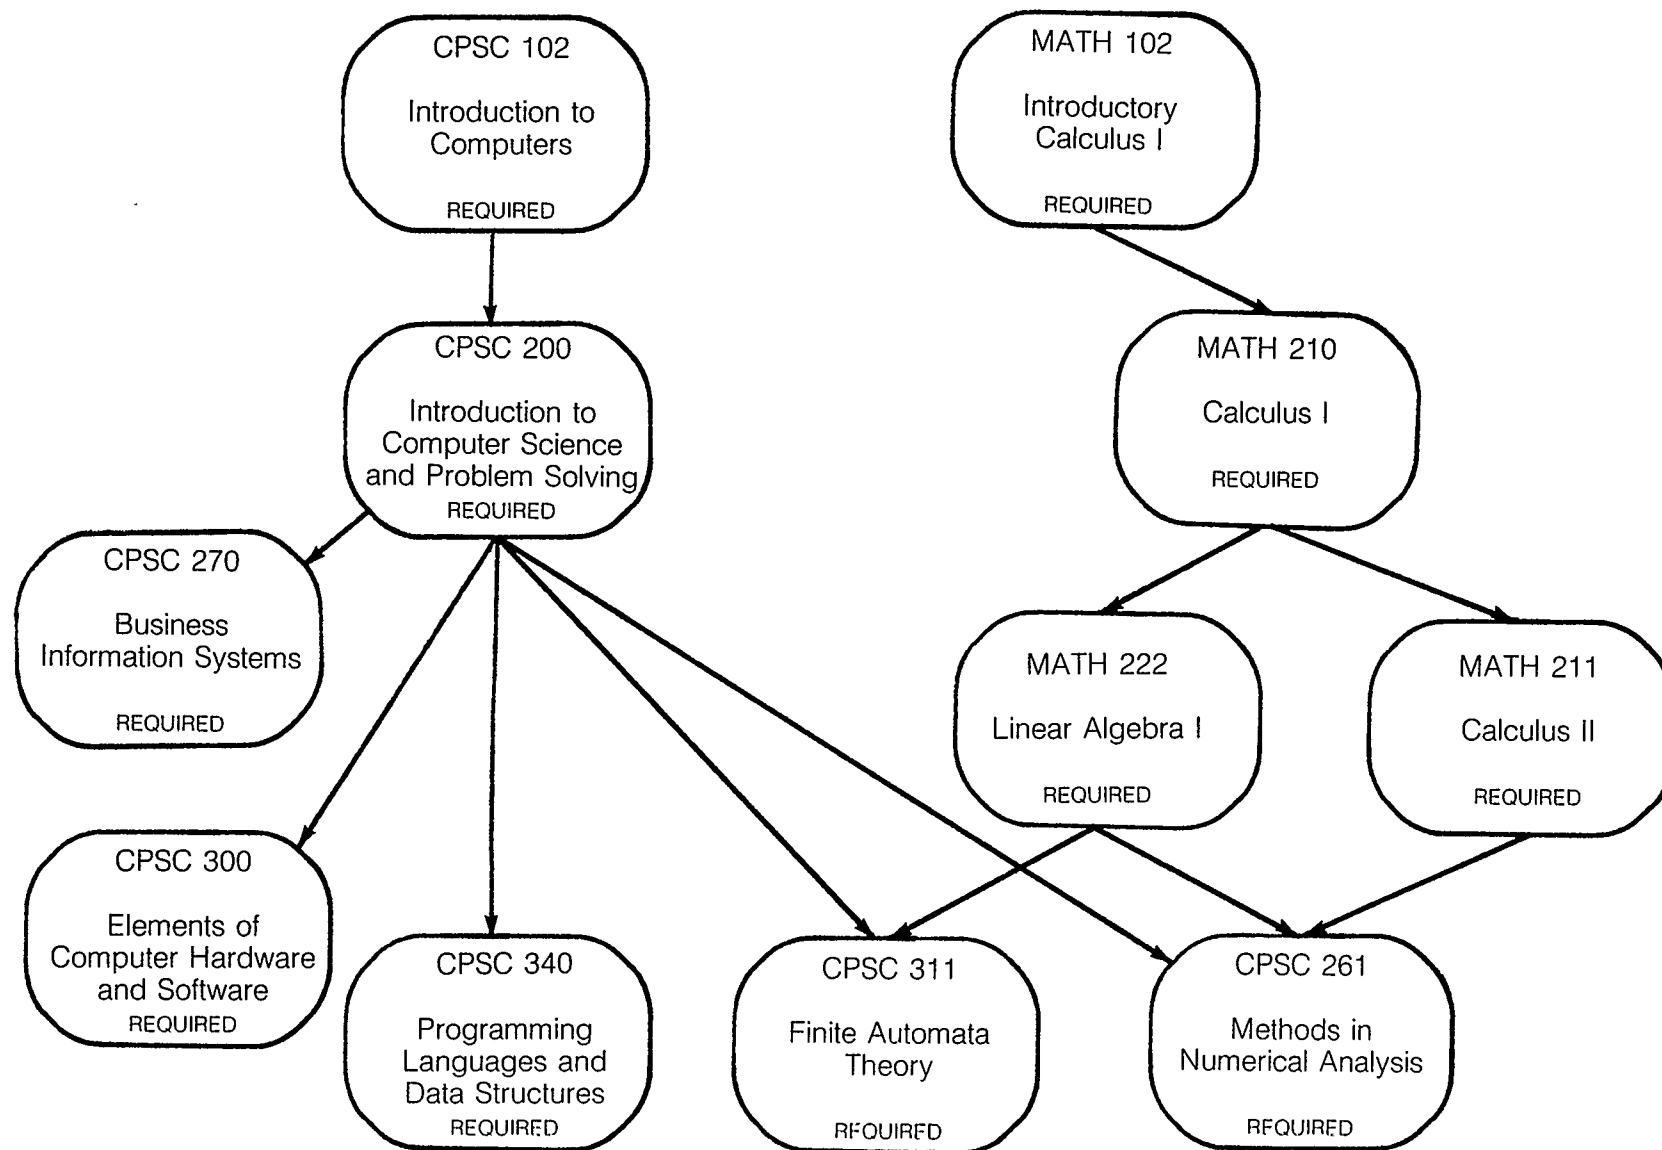 CPSC 102
Introduction to
Computers
REQUIRED
MATH 102
Introductory
Calculus I
REQUIRED
CPSC 200
Introduction to
Computer Science
and Problem Solving
REQUIRED
MATH 210
Calculus I
REQUIRED
CPSC 270
Business
Information Systems
REQUIRED
MATH 222
Linear Algebra I
REQUIRED
MATH 211
Calculus II
REQUIRED
CPSC 300
Elements of
Computer Hardware
and Software
REQUIRED
CPSC 340
Programming
Languages and
Data Structures
REQUIRED
CPSC 311
Finite Automata
Theory
REQUIRED
CPSC 261
Methods in
Numerical Analysis
REQUIRED